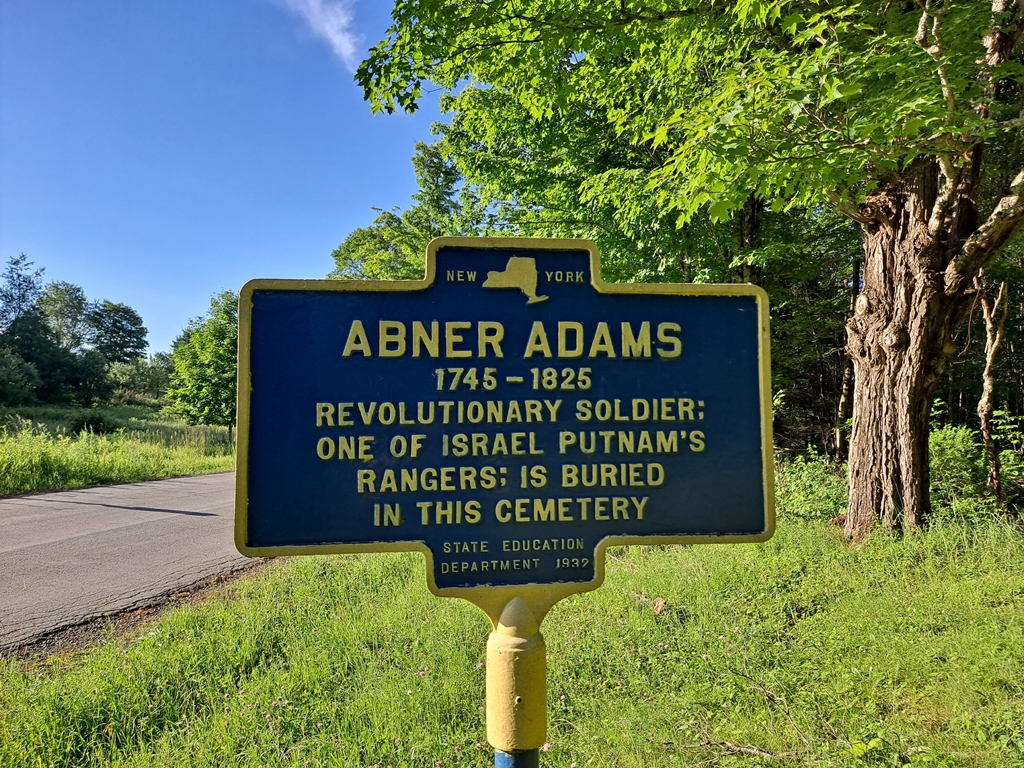 NEW YORK
ABNER ADAMS
1745 – 1825
REVOLUTIONARY SOLDIER;
ONE OF ISRAEL PUTNAM'S
RANGERS; IS BURIED
IN THIS CEMETERY
STATE EDUCATION
DEPARTMENT 1932